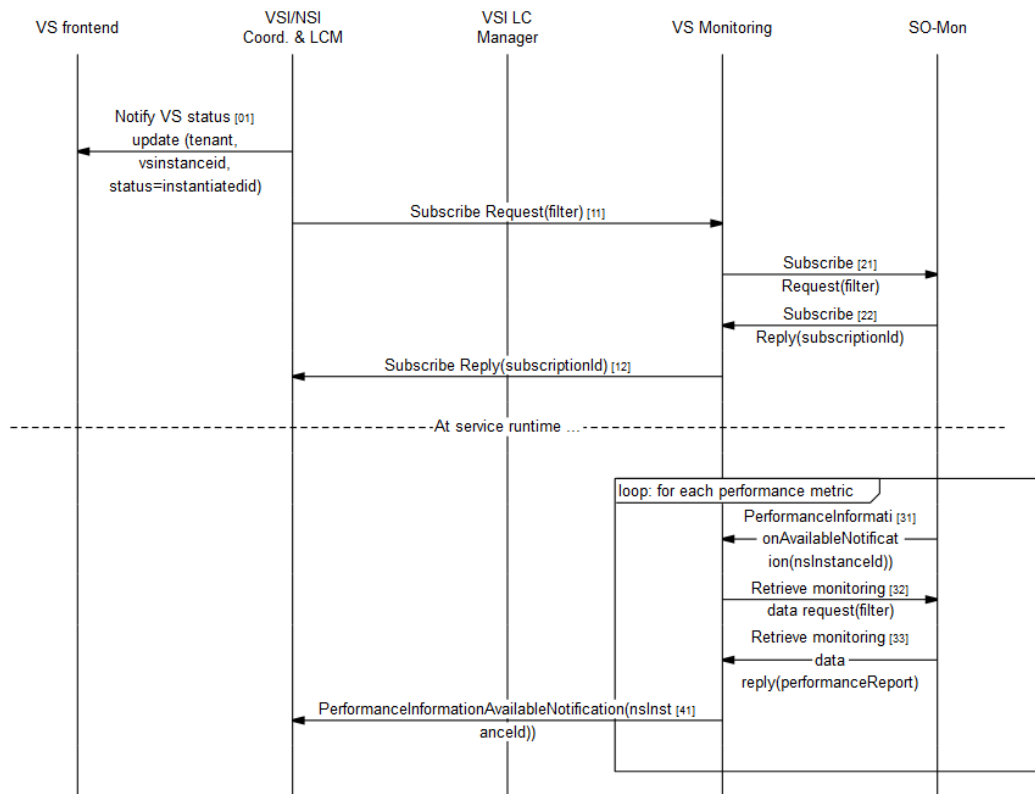 VS frontend
VSI/NSI
Coord. & LCM
VSI LC
Manager
VS Monitoring
SO-Mon
Notify VS status [01]
update (tenant,
vsinstanceid,
status=instantiatedid)
Subscribe Request(filter) [11]
Subscribe [21]
Request(filter)
Subscribe [22]
Reply(subscriptionId)
Subscribe Reply(subscriptionId) [12]
At service runtime ...
loop: for each performance metric
PerformanceInformati [31]
onAvailableNotificat
ion(nsInstanceId))
Retrieve monitoring [32]
data request(filter)
Retrieve monitoring [33]
data
reply(performanceReport)
PerformanceInformationAvailableNotification(nsInst [41]
anceId))